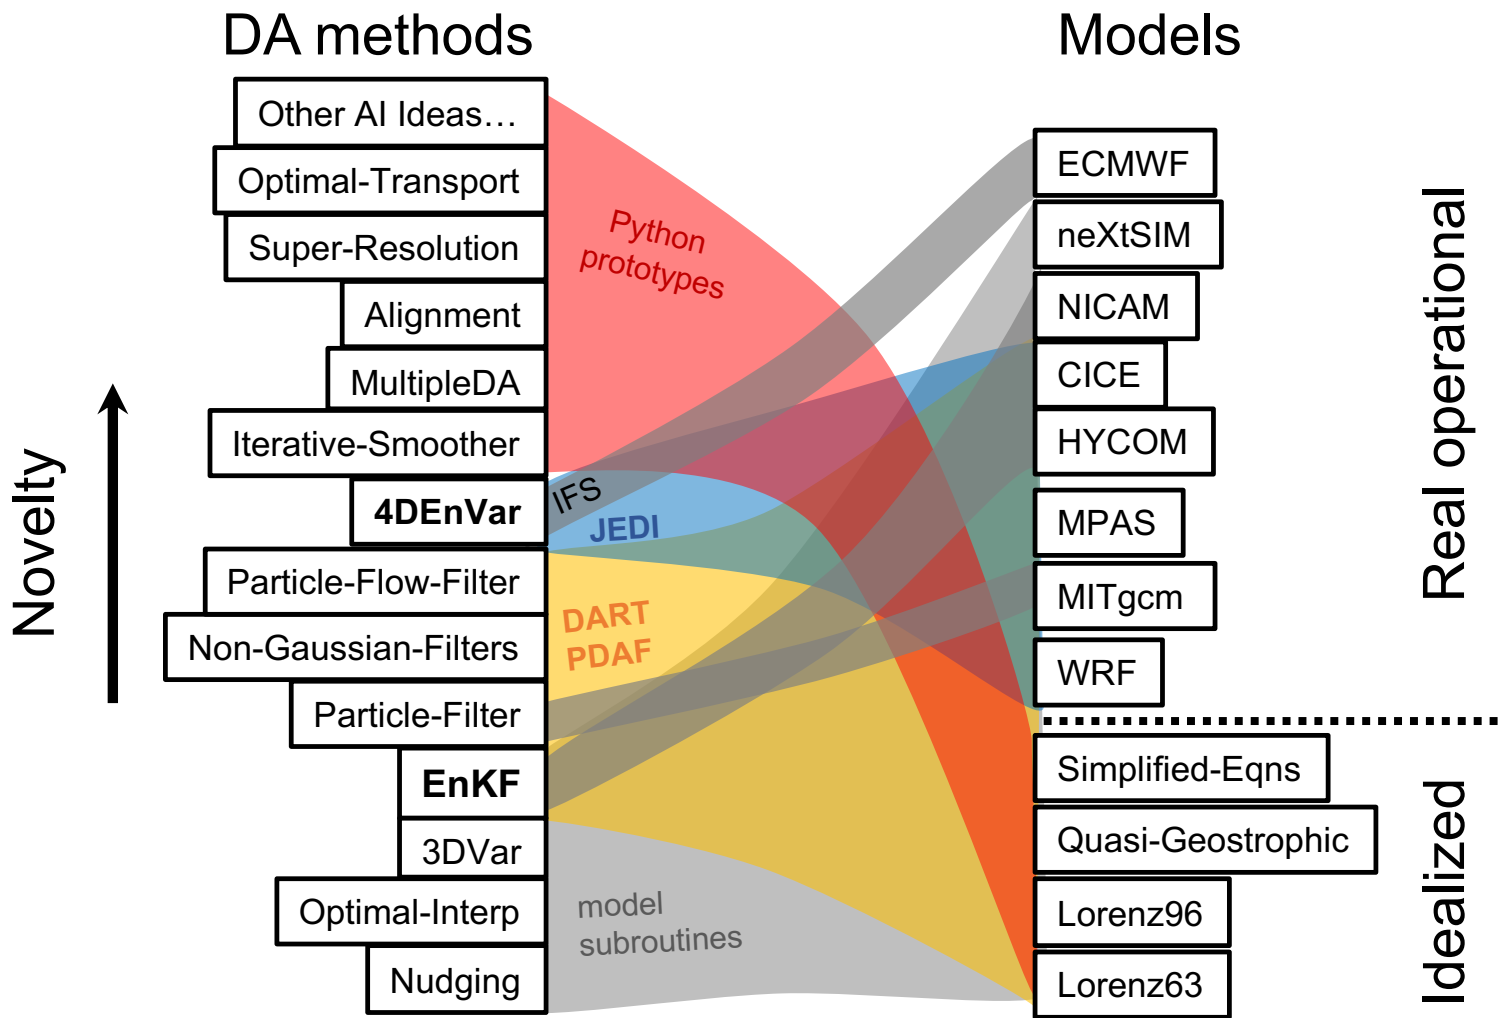 DA methods
Models
Other AI Ideas…
Optimal-Transport
Super-Resolution
Alignment
MultipleDA
Iterative-Smoother
4DEnVar
Particle-Flow-Filter
Non-Gaussian-Filters
Particle-Filter
EnKF
3DVar
Optimal-Interp
Nudging
Novelty
Python
prototypes
IFS
JEDI
DART
PDAF
model
subroutines
ECMWF
neXtSIM
NICAM
CICE
HYCOM
MPAS
MITgcm
WRF
Simplified-Eqns
Quasi-Geostrophic
Lorenz96
Lorenz63
Real operational
Idealized